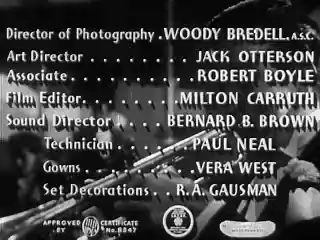 Director of Photography . WOODY BREDELL, A.S.C.
Art Director . . . . . . . . JACK OTTERSON
Associate . . . . . . . . . . ROBERT BOYLE
Film Editor . . . . . . . . MILTON CARRUTH
Sound Director . . . . BERNARD B. BROWN
Technician . . . . . . PAUL NEAL
Gowns . . . . . . . . . VERA WEST
Set Decorations . . . R. A. GAUSMAN
APPROVED BY
CERTIFICATE No. 8847